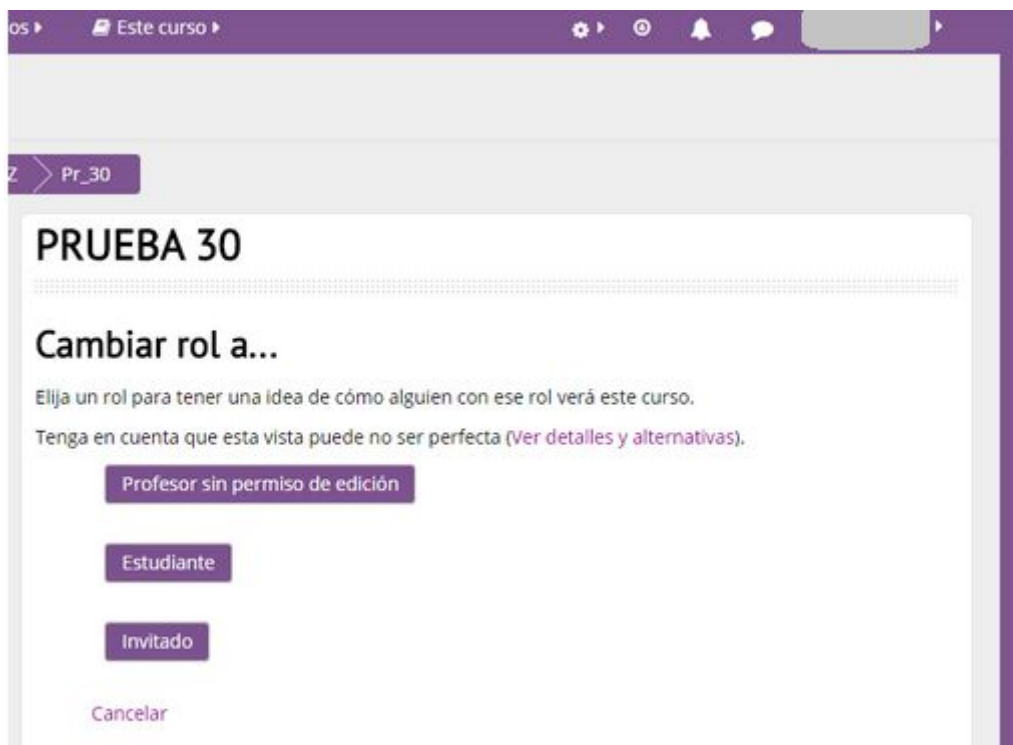 os Este curso
Z Pr_30
PRUEBA 30
Cambiar rol a...
Elija un rol para tener una idea de cómo alguien con ese rol verá este curso.
Tenga en cuenta que esta vista puede no ser perfecta (Ver detalles y alternativas).
Profesor sin permiso de edición
Estudiante
Invitado
Cancelar